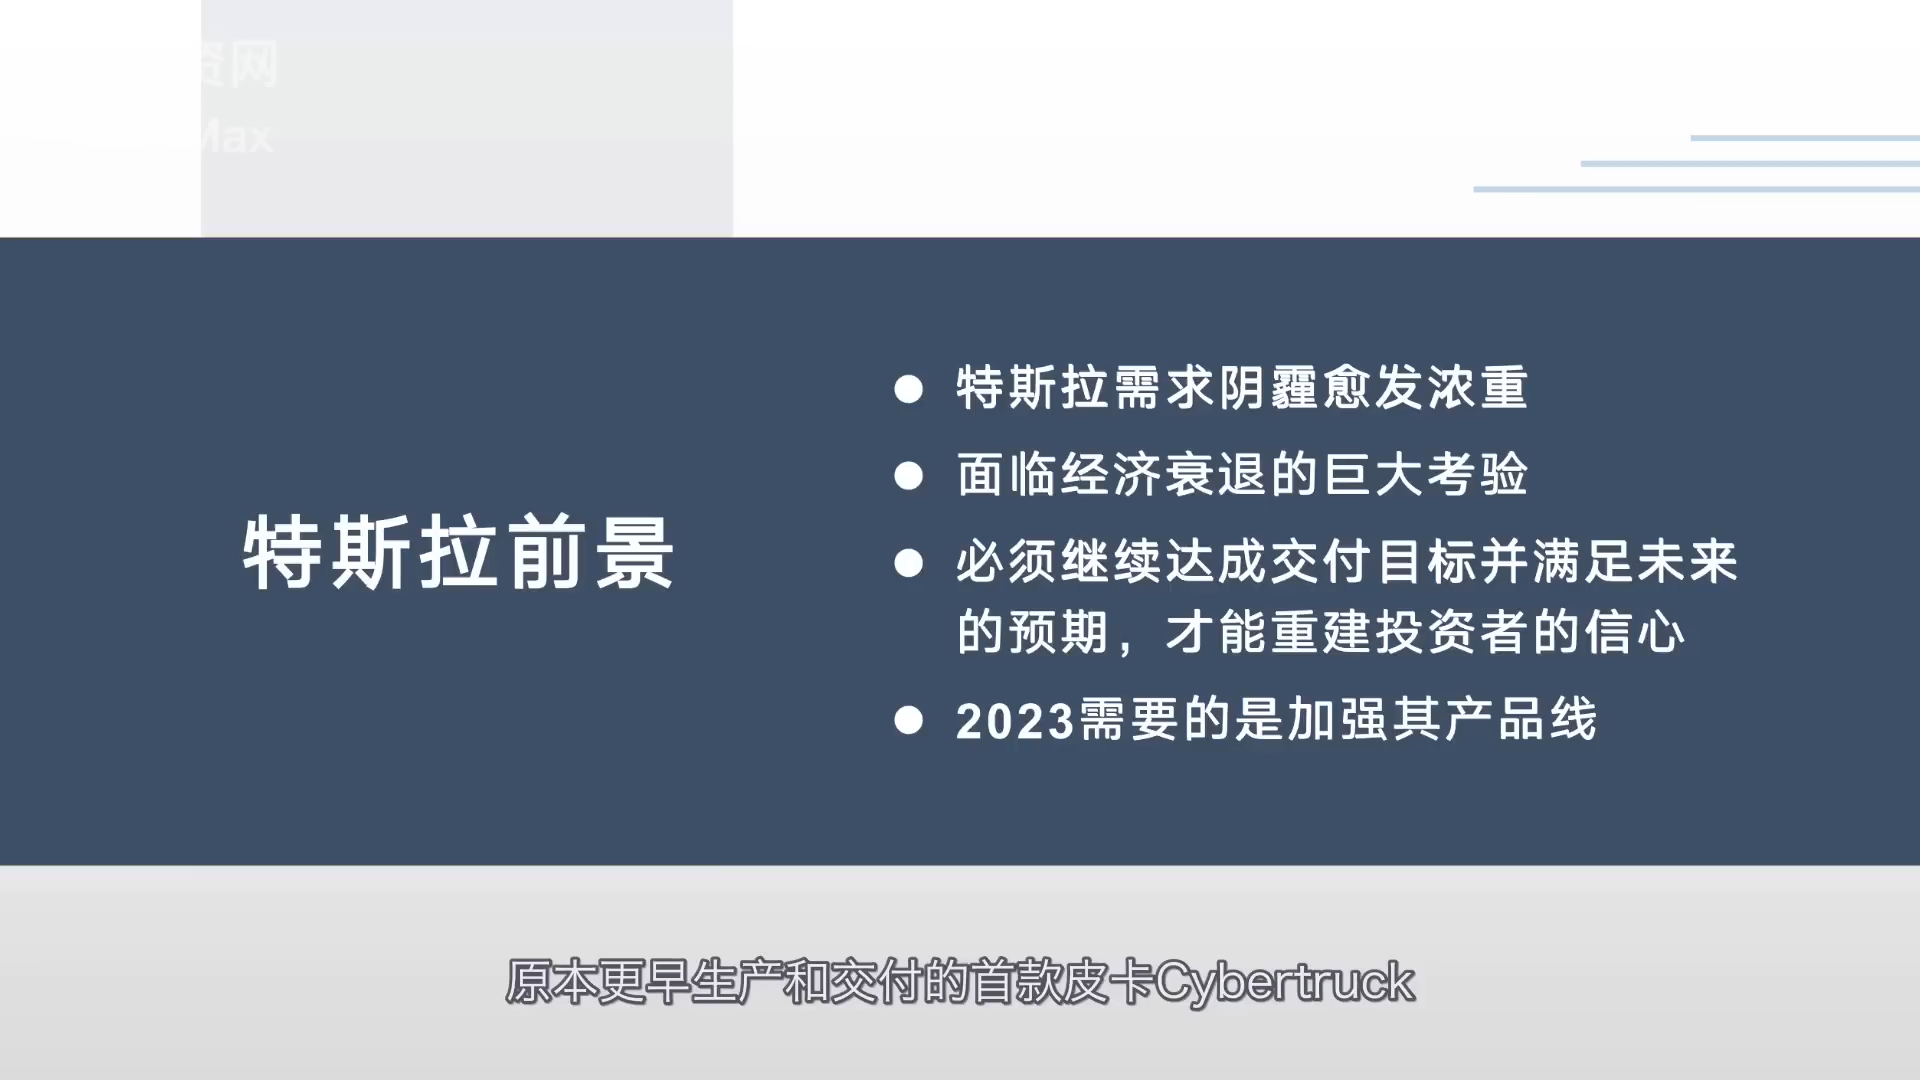 资网
Max
特斯拉前景
特斯拉需求阴霾愈发浓重
面临经济衰退的巨大考验
必须继续达成交付目标并满足未来
的预期，才能重建投资者的信心
2023需要的是加强其产品线
原本更早生产和交付的首款皮卡Cybertruck